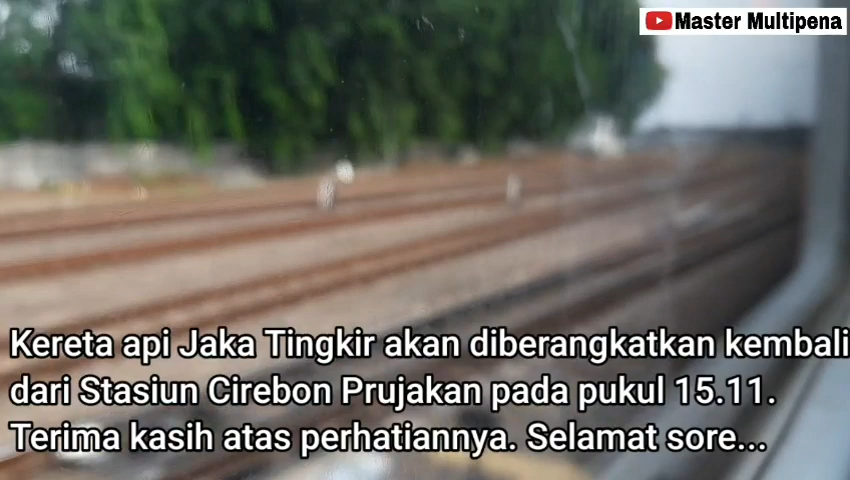 Master Multipena
Kereta api Jaka Tingkir akan diberangkatkan kembali
dari Stasiun Cirebon Prujakan pada pukul 15.11.
Terima kasih atas perhatiannya. Selamat sore...